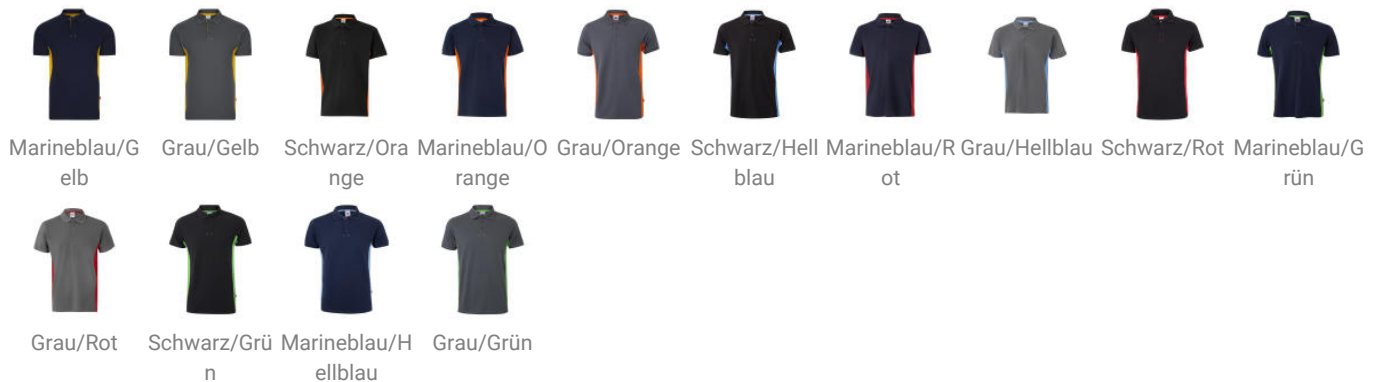 Marineblau/G Grau/Gelb Schwarz/Ora Marineblau/O Grau/Orange Schwarz/Hell Marineblau/R Grau/Hellblau Schwarz/Rot Marineblau/G
elb nge range blau ot rün
Grau/Rot Schwarz/Grü Marineblau/H Grau/Grün
n ellblau